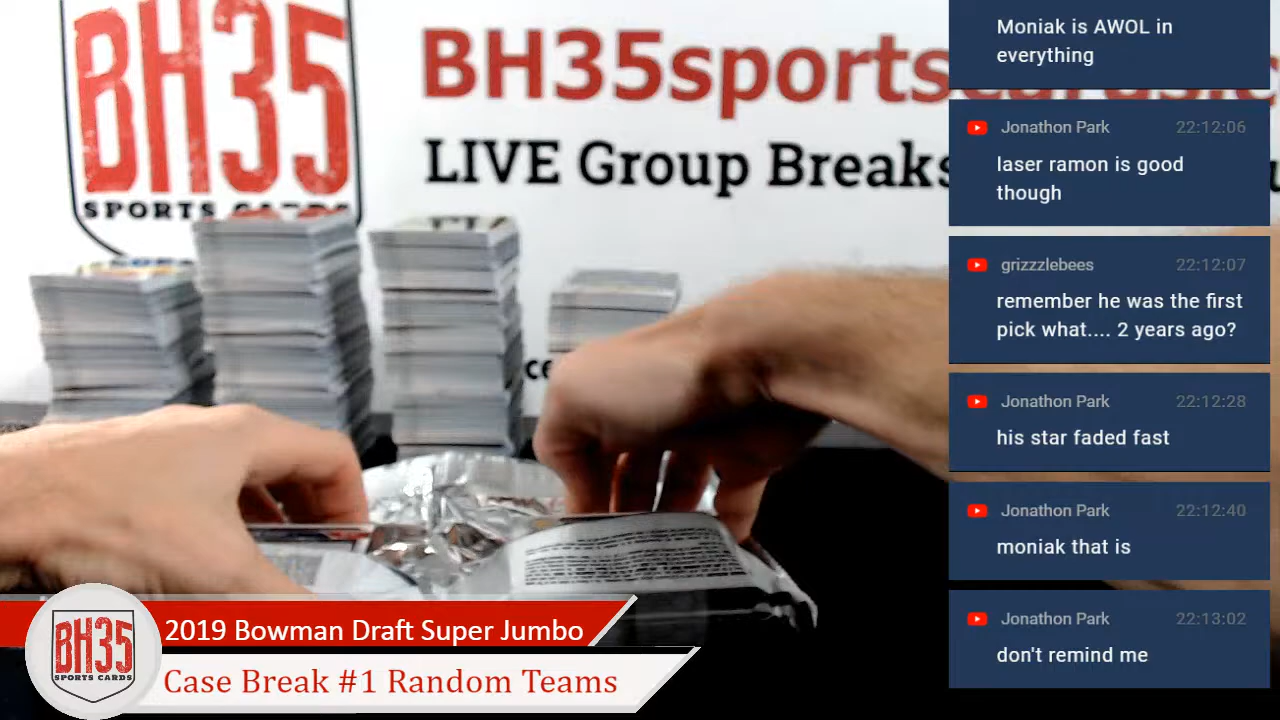 BH35
SPORTS CARDS
BH35sports
LIVE Group Breaks
Moniak is AWOL in
everything
Jonathon Park 22:12:06
laser ramon is good
though
grizzzlebees 22:12:07
remember he was the first
pick what.... 2 years ago?
Jonathon Park 22:12:28
his star faded fast
Jonathon Park 22:12:40
moniak that is
Jonathon Park 22:13:02
don't remind me
BH35
SPORTS CARDS
2019 Bowman Draft Super Jumbo
Case Break #1 Random Teams